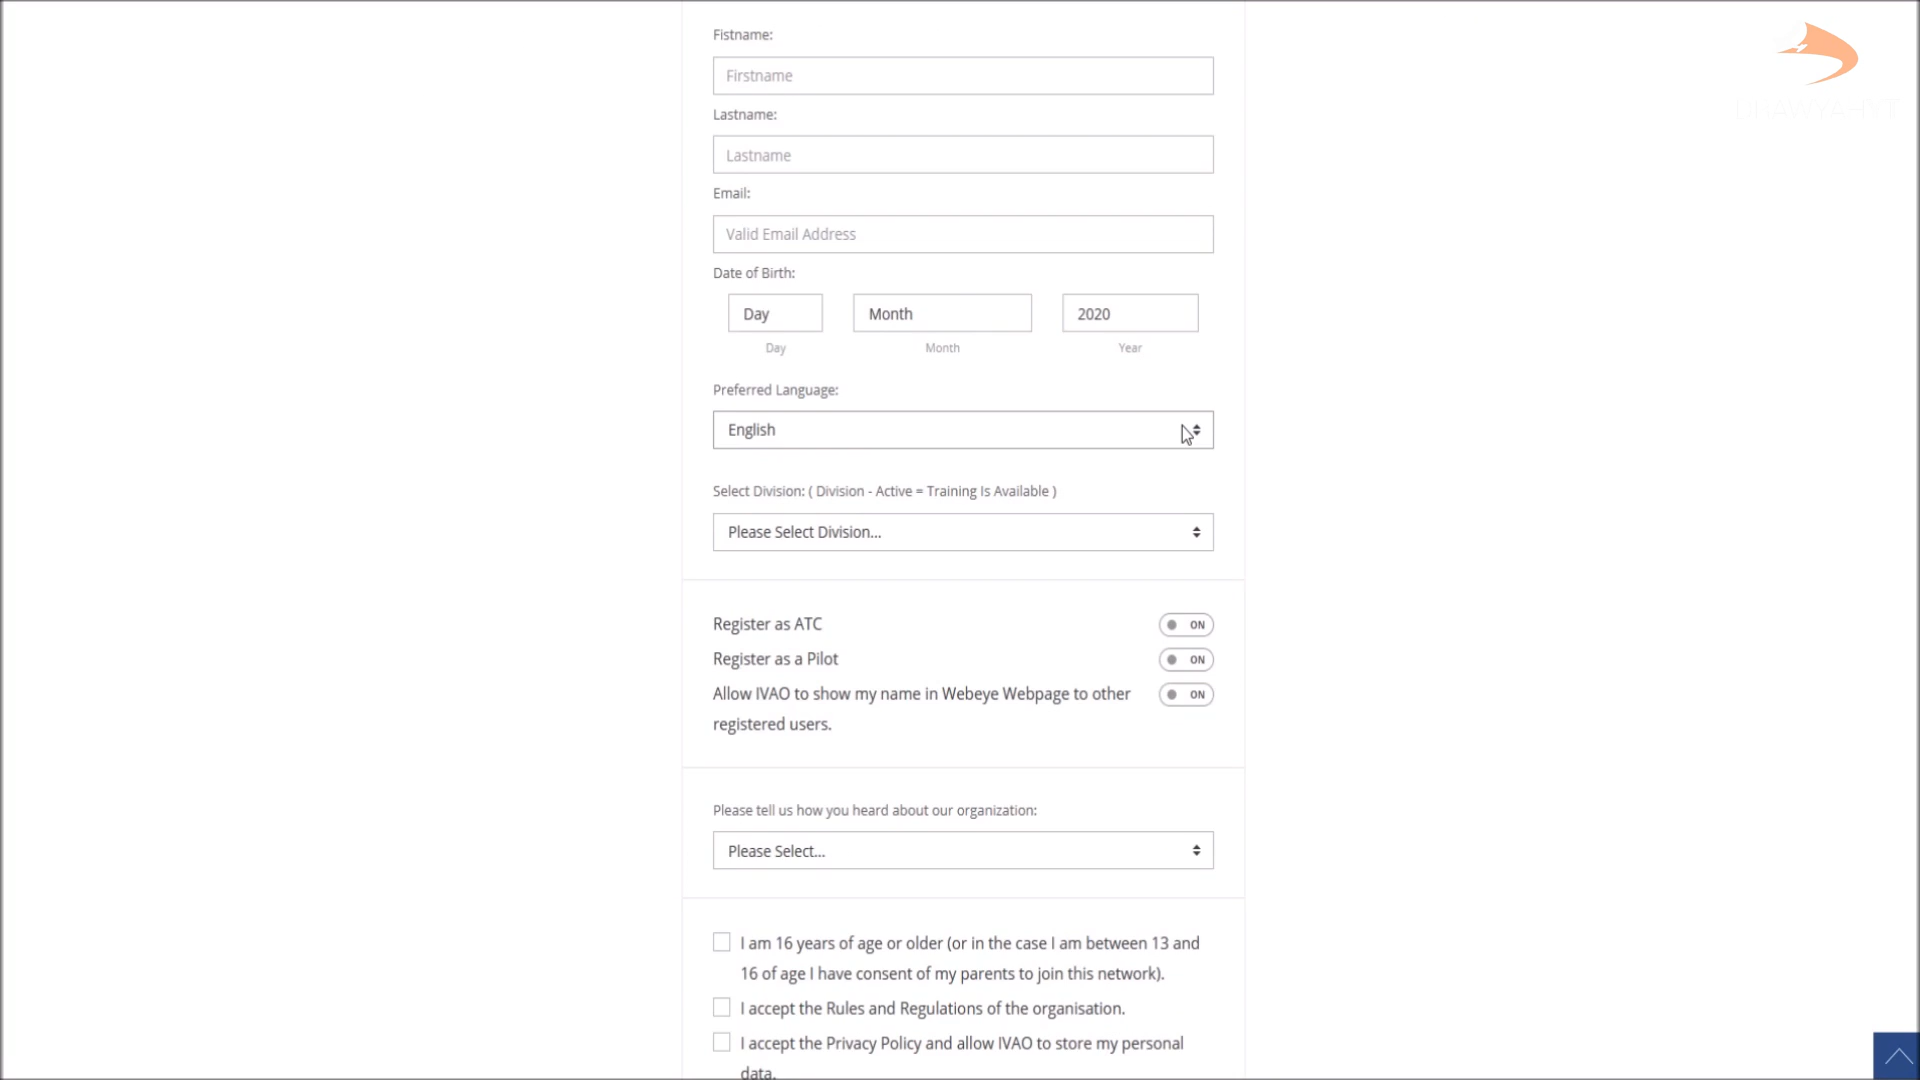 Fistname:
Firstname
Lastname:
Lastname
Email:
Valid Email Address
Date of Birth:
Day Month 2020
Day Month Year
Preferred Language:
English
Select Division: ( Division - Active = Training Is Available )
Please Select Division...
Register as ATC ON
Register as a Pilot ON
Allow IVAO to show my name in Webeye Webpage to other ON
registered users.
Please tell us how you heard about our organization:
Please Select...
I am 16 years of age or older (or in the case I am between 13 and
16 of age I have consent of my parents to join this network).
I accept the Rules and Regulations of the organisation.
I accept the Privacy Policy and allow IVAO to store my personal
data.